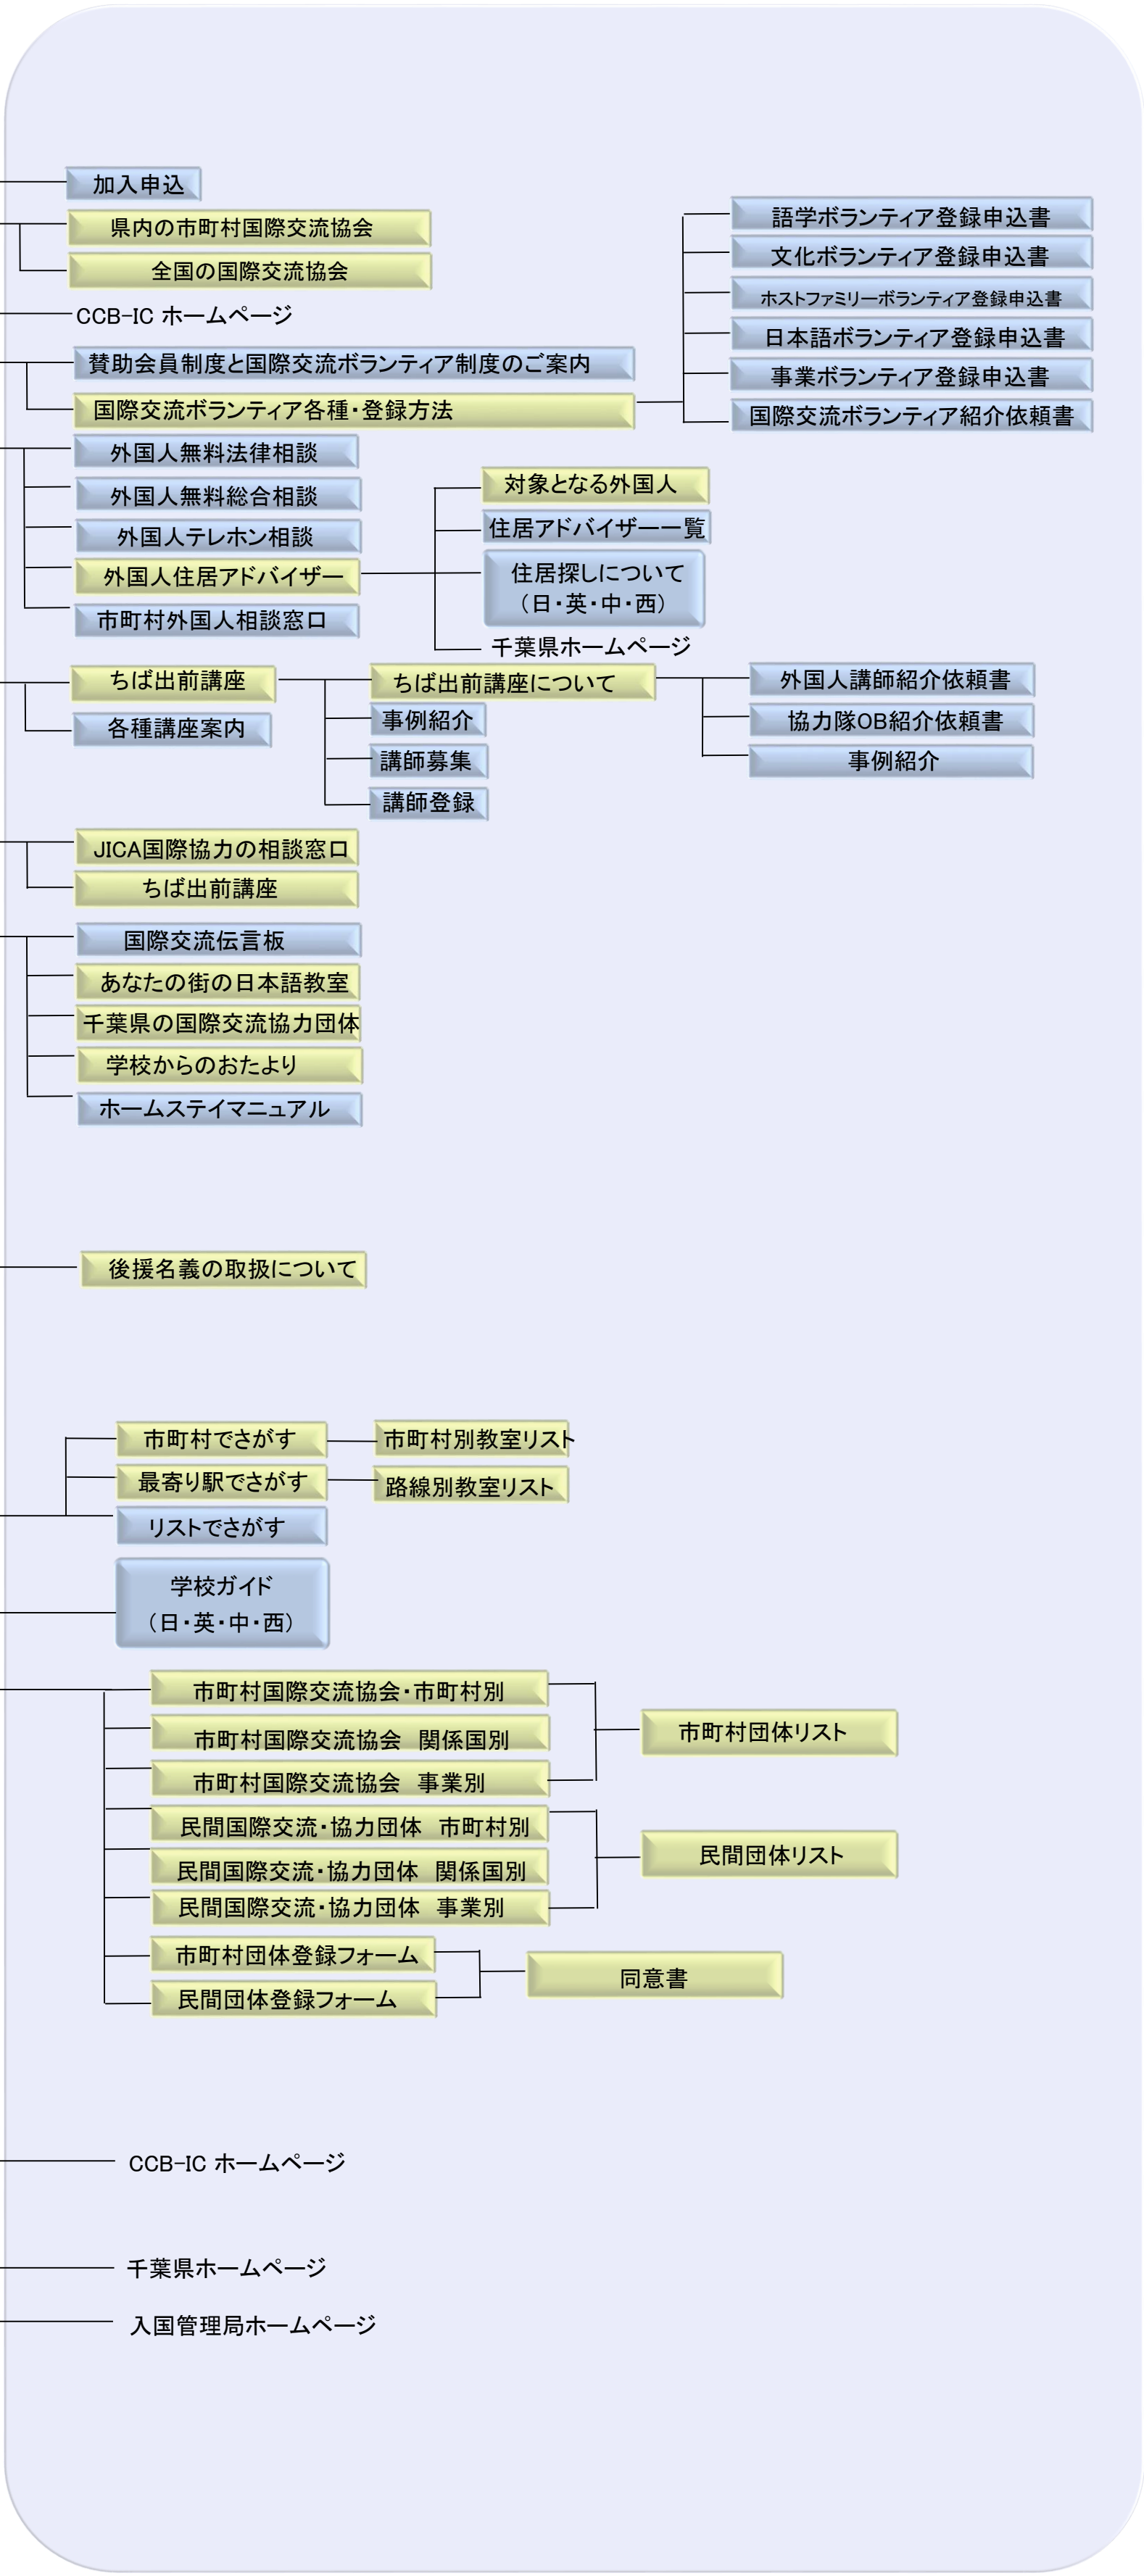 加入申込
県内の市町村国際交流協会
全国の国際交流協会
CCB-IC ホームページ
賛助会員制度と国際交流ボランティア制度のご案内
国際交流ボランティア各種・登録方法
語学ボランティア登録申込書
文化ボランティア登録申込書
ホストファミリーボランティア登録申込書
日本語ボランティア登録申込書
事業ボランティア登録申込書
国際交流ボランティア紹介依頼書
外国人無料法律相談
外国人無料総合相談
外国人テレホン相談
外国人住居アドバイザー
市町村外国人相談窓口
対象となる外国人
住居アドバイザー一覧
住居探しについて
（日・英・中・西）
千葉県ホームページ
ちば出前講座
各種講座案内
ちば出前講座について
事例紹介
講師募集
講師登録
外国人講師紹介依頼書
協力隊OB紹介依頼書
事例紹介
JICA国際協力の相談窓口
ちば出前講座
国際交流伝言板
あなたの街の日本語教室
千葉県の国際交流協力団体
学校からのおたより
ホームステイマニュアル
後援名義の取扱について
市町村でさがす
市町村別教室リスト
最寄り駅でさがす
路線別教室リスト
リストでさがす
学校ガイド
（日・英・中・西）
市町村国際交流協会・市町村別
市町村国際交流協会　関係国別
市町村国際交流協会　事業別
市町村団体リスト
民間国際交流・協力団体　市町村別
民間国際交流・協力団体　関係国別
民間国際交流・協力団体　事業別
民間団体リスト
市町村団体登録フォーム
民間団体登録フォーム
同意書
CCB-IC ホームページ
千葉県ホームページ
入国管理局ホームページ